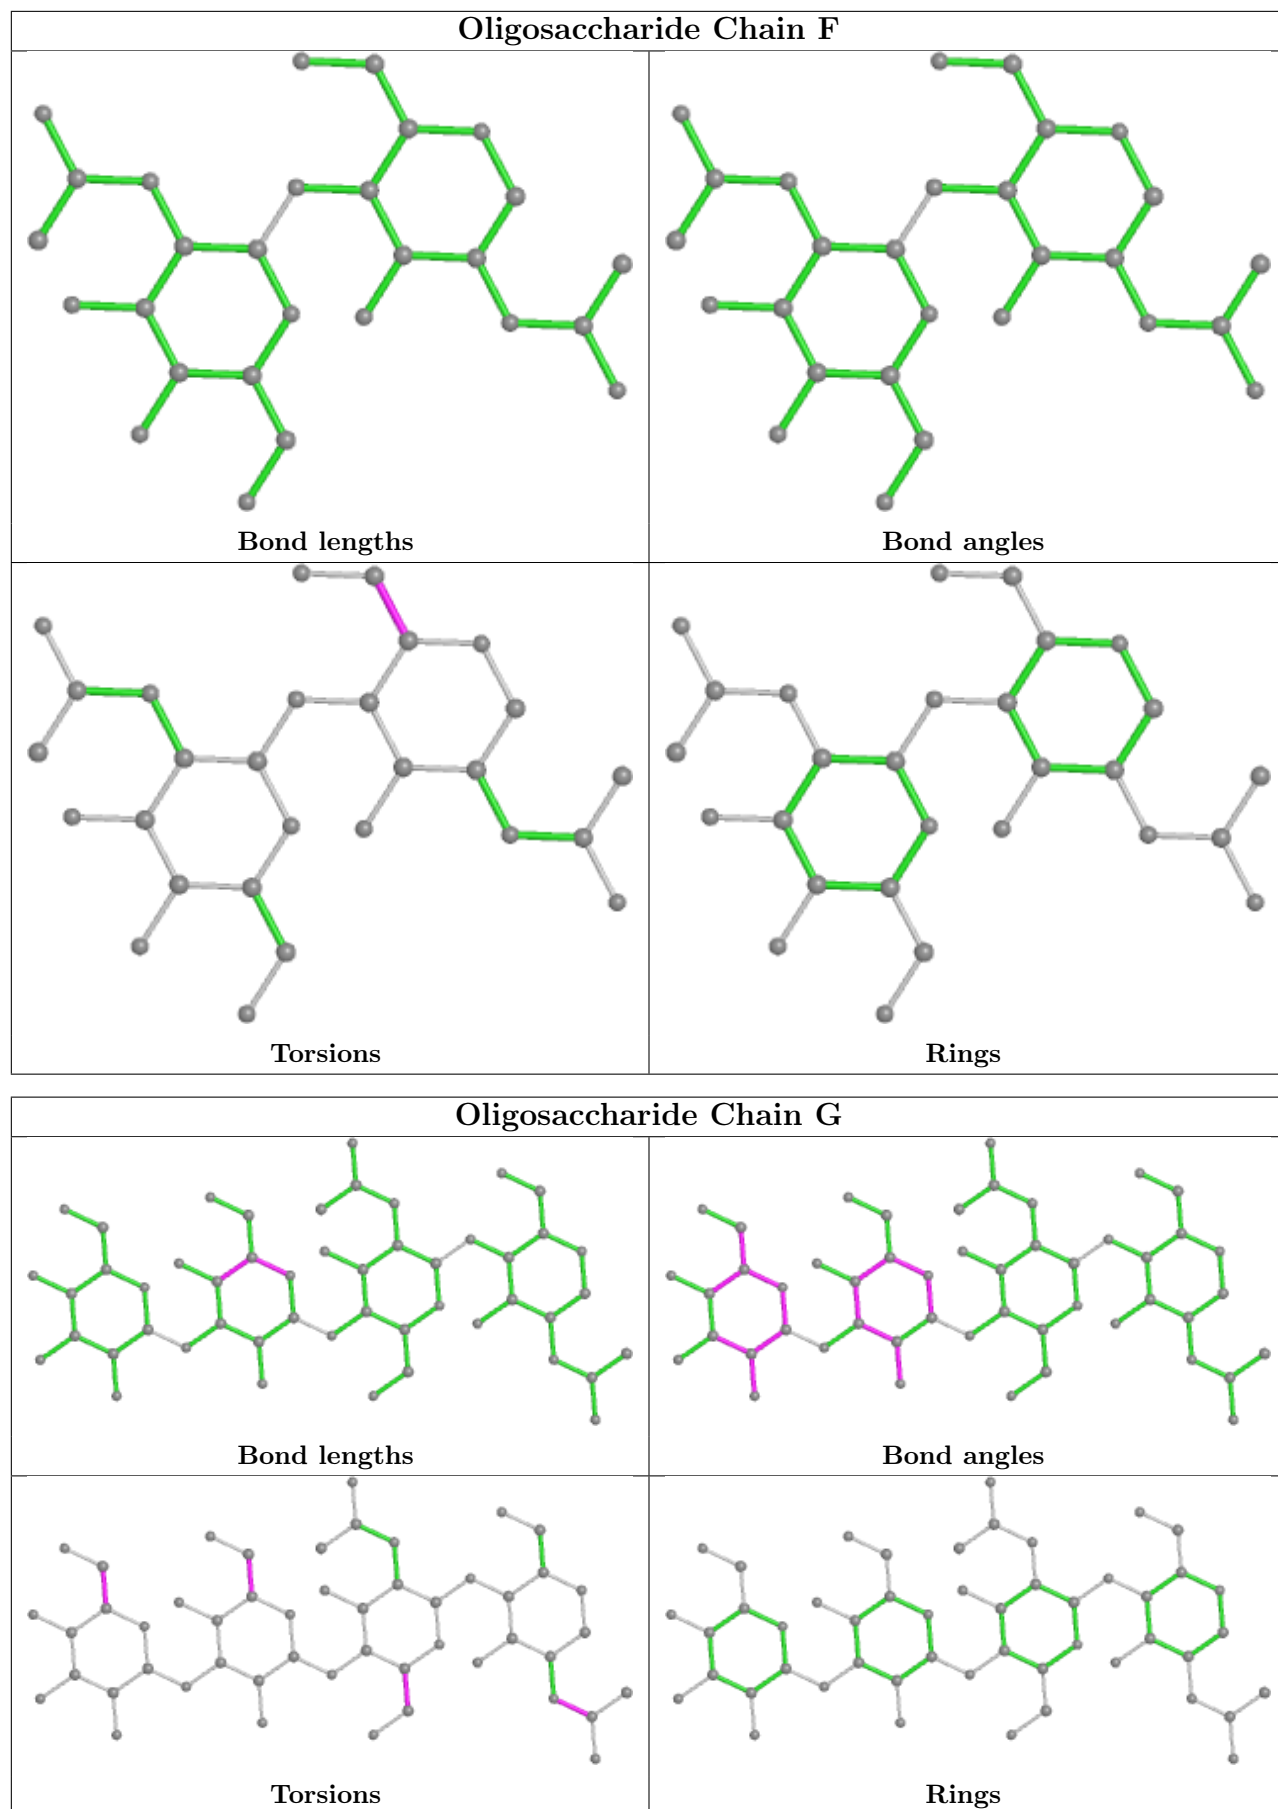 Oligosaccharide Chain F
Bond lengths
Bond angles
Torsions
Rings
Oligosaccharide Chain G
Bond lengths
Bond angles
Torsions
Rings